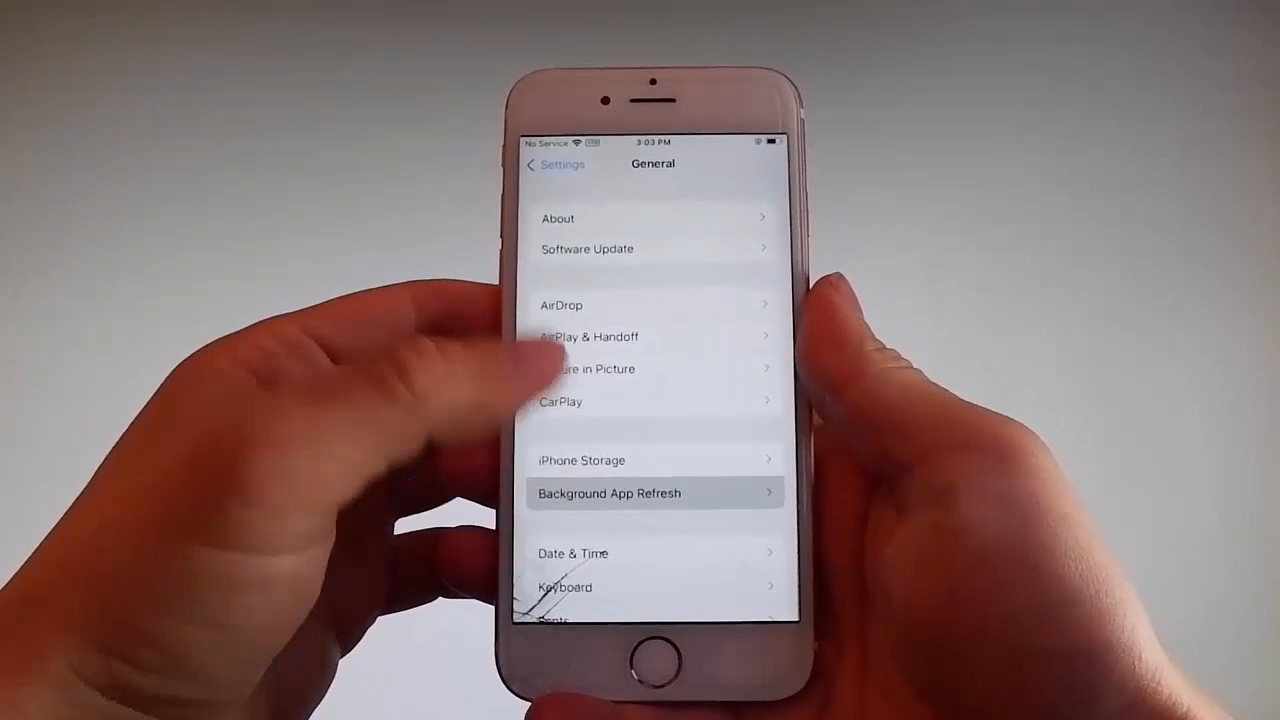 No Service 3:03 PM
Settings General
About
Software Update
AirDrop
AirPlay & Handoff
in Picture
CarPlay
iPhone Storage
Background App Refresh
Date & Time
Keyboard
Fonts